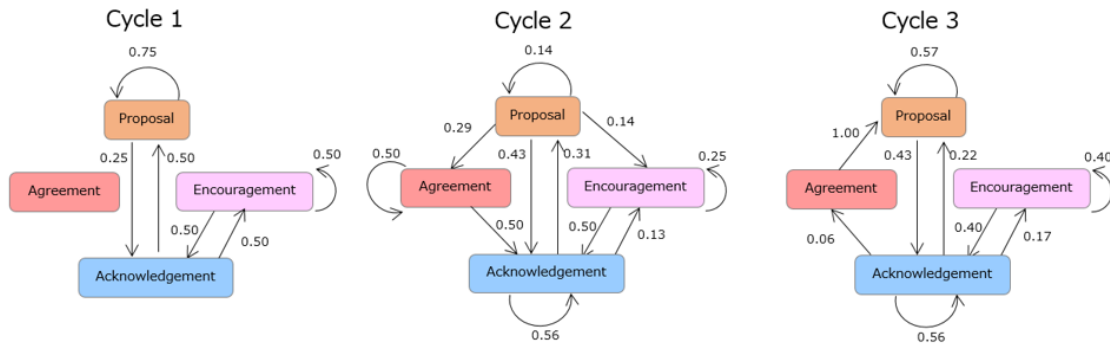 Cycle 1
0.75
Proposal
0.25
0.50
0.50
Agreement
Encouragement
0.50
0.50
Acknowledgement
Cycle 2
0.14
Proposal
0.29
0.14
0.50
0.43
0.31
0.25
Agreement
Encouragement
0.50
0.50
0.13
Acknowledgement
0.56
Cycle 3
0.57
Proposal
1.00
0.43
0.22
0.40
Agreement
Encouragement
0.06
0.40
0.17
Acknowledgement
0.56